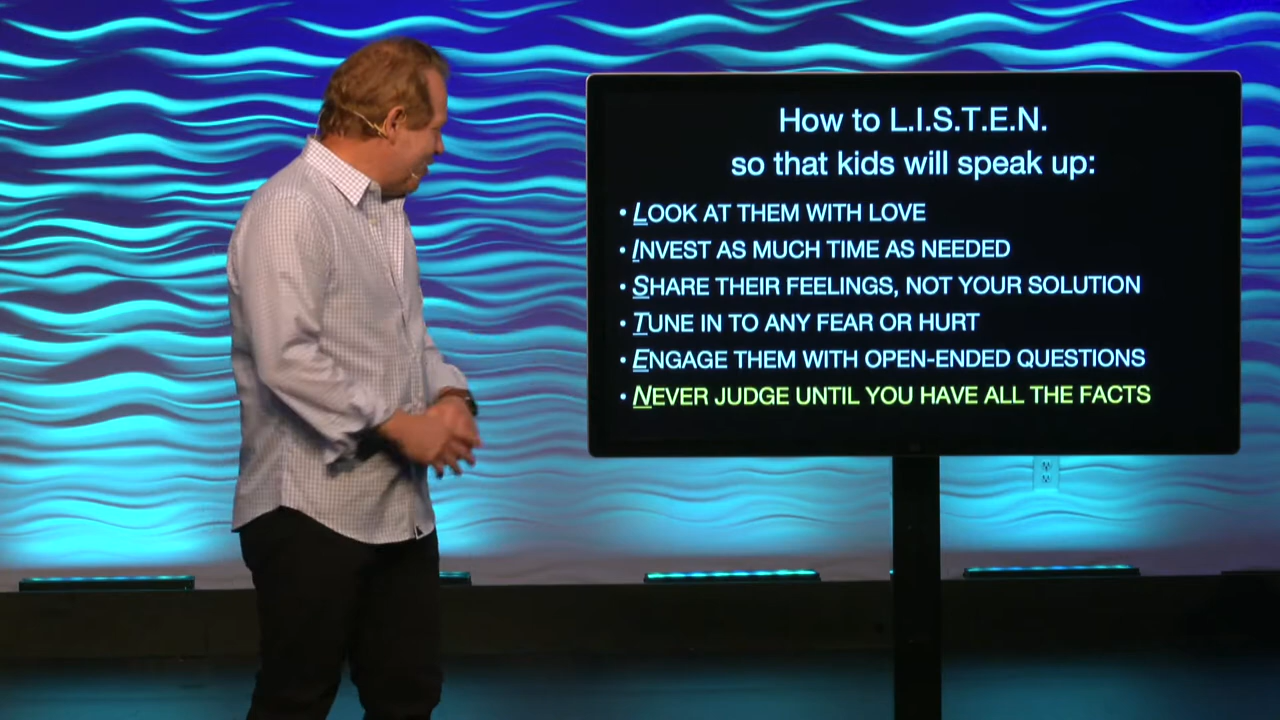 How to L.I.S.T.E.N.
so that kids will speak up:
• LOOK AT THEM WITH LOVE
• INVEST AS MUCH TIME AS NEEDED
• SHARE THEIR FEELINGS, NOT YOUR SOLUTION
• TUNE IN TO ANY FEAR OR HURT
• ENGAGE THEM WITH OPEN-ENDED QUESTIONS
• NEVER JUDGE UNTIL YOU HAVE ALL THE FACTS